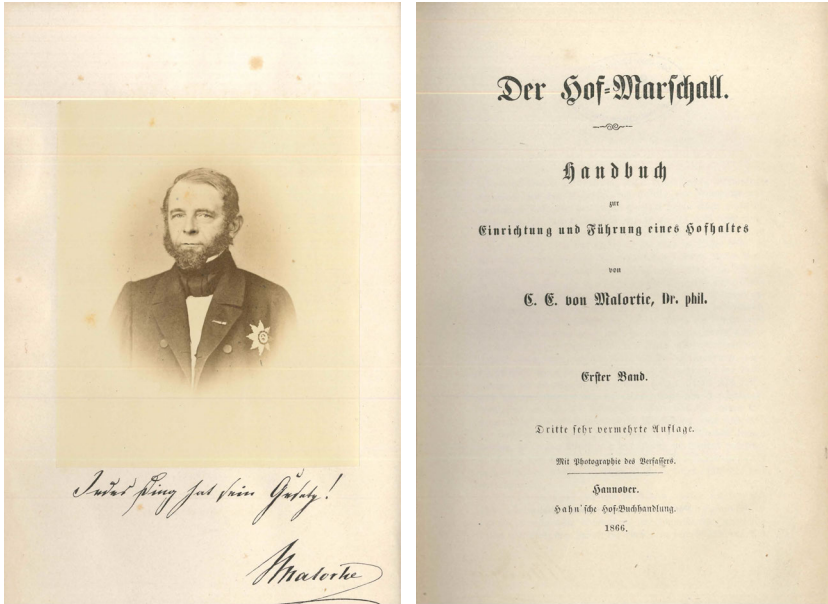 Jedes Ding hat sein Gesetz!
Malortie
Der Hof-Marschall.
Handbuch
zur
Einrichtung und Führung eines Hofhaltes
von
C. E. von Malortie, Dr. phil.
Erster Band.
Dritte sehr vermehrte Auflage.
Mit Photographie des Verfassers.
Hannover.
Hahn'sche Hof-Buchhandlung.
1866.